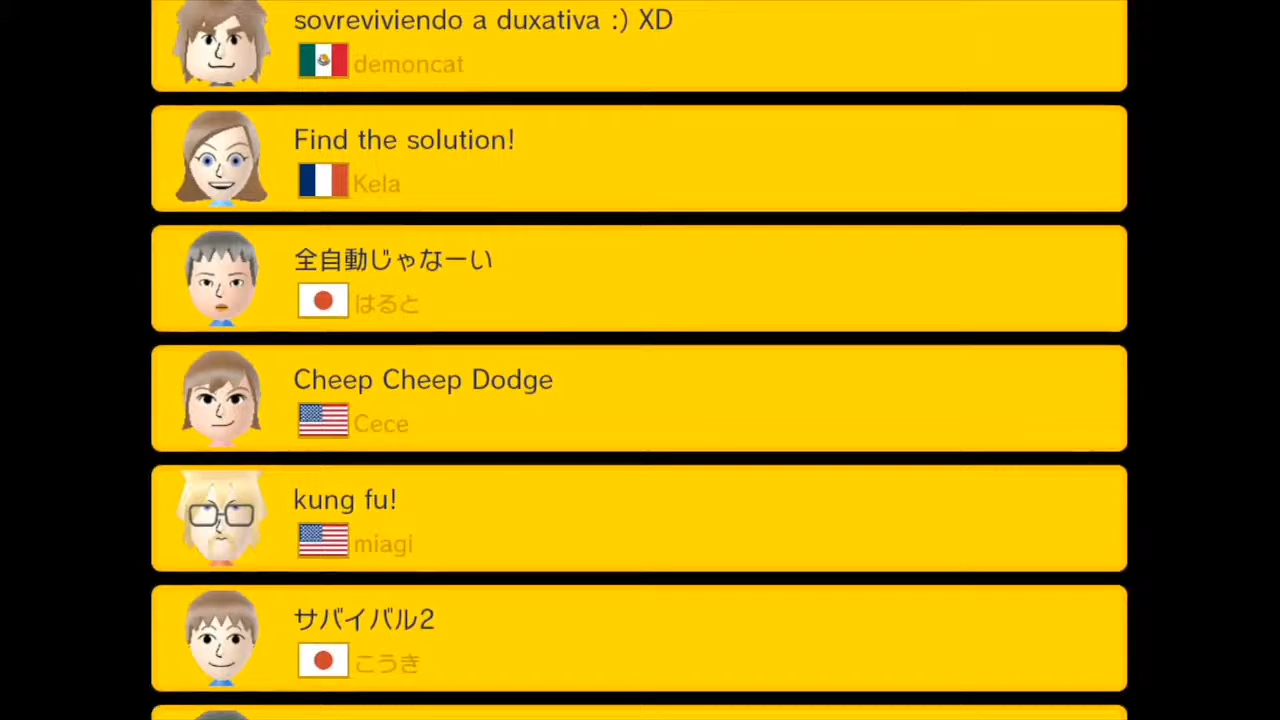 sovreviviendo a duxativa :) XD
demoncat
Find the solution!
Kela
全自動じゃなーい
はると
Cheep Cheep Dodge
Cece
kung fu!
miagi
サバイバル2
こうき